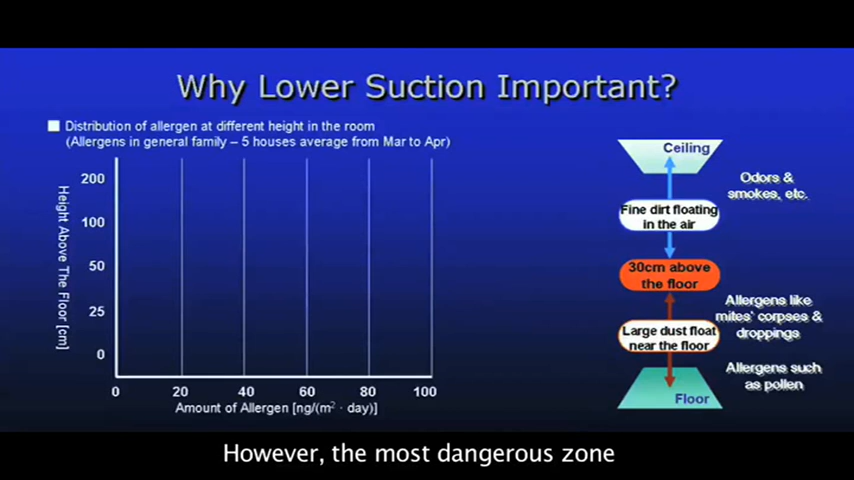 Why Lower Suction Important?
Distribution of allergen at different height in the room
(Allergens in general family – 5 houses average from Mar to Apr)
Height Above The Floor [cm]
200
100
50
25
0
0 20 40 60 80 100
Amount of Allergen [ng/(m² · day)]
Ceiling
Odors &
smokes, etc.
Fine dirt floating
in the air
30cm above
the floor
Allergens like
mites' corpses &
droppings
Large dust float
near the floor
Allergens such
as pollen
Floor
However, the most dangerous zone